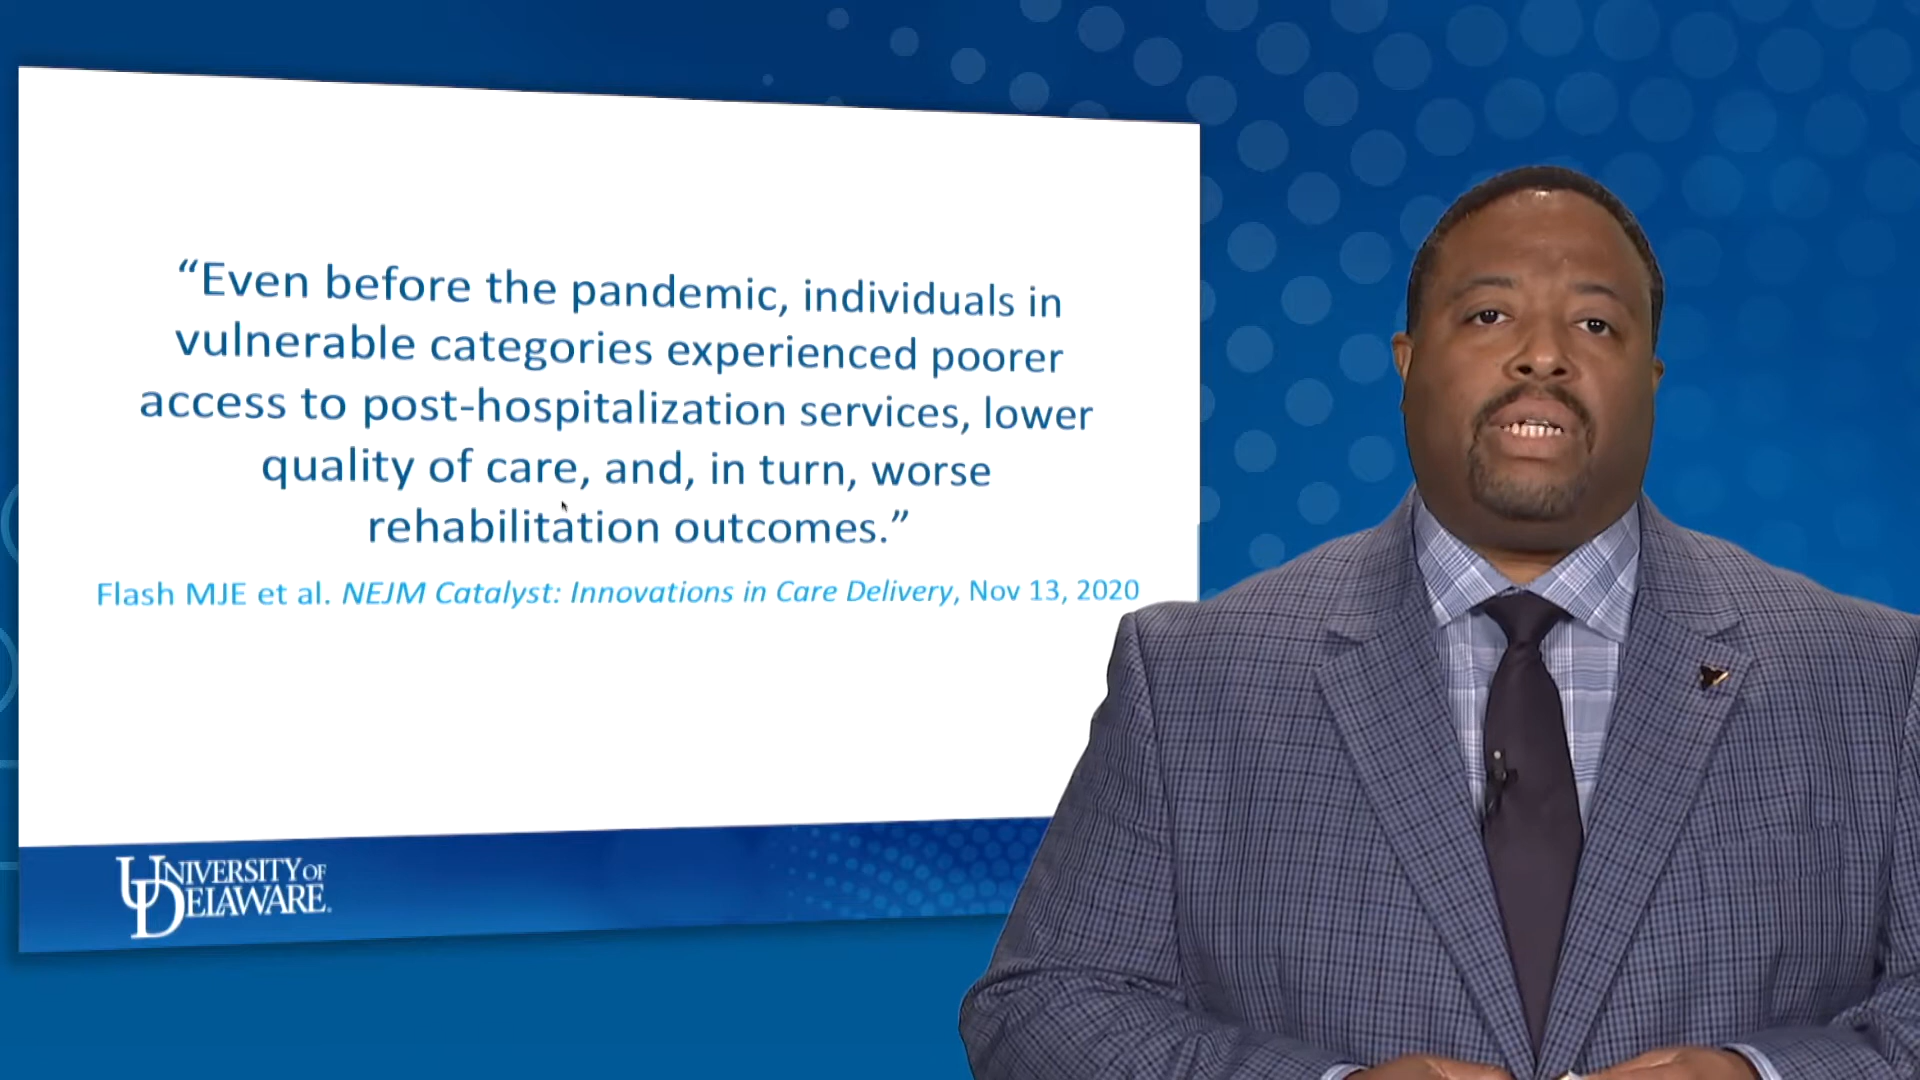 “Even before the pandemic, individuals in
vulnerable categories experienced poorer
access to post-hospitalization services, lower
quality of care, and, in turn, worse
rehabilitation outcomes.”
Flash MJE et al. NEJM Catalyst: Innovations in Care Delivery, Nov 13, 2020
UNIVERSITY OF
DELAWARE.